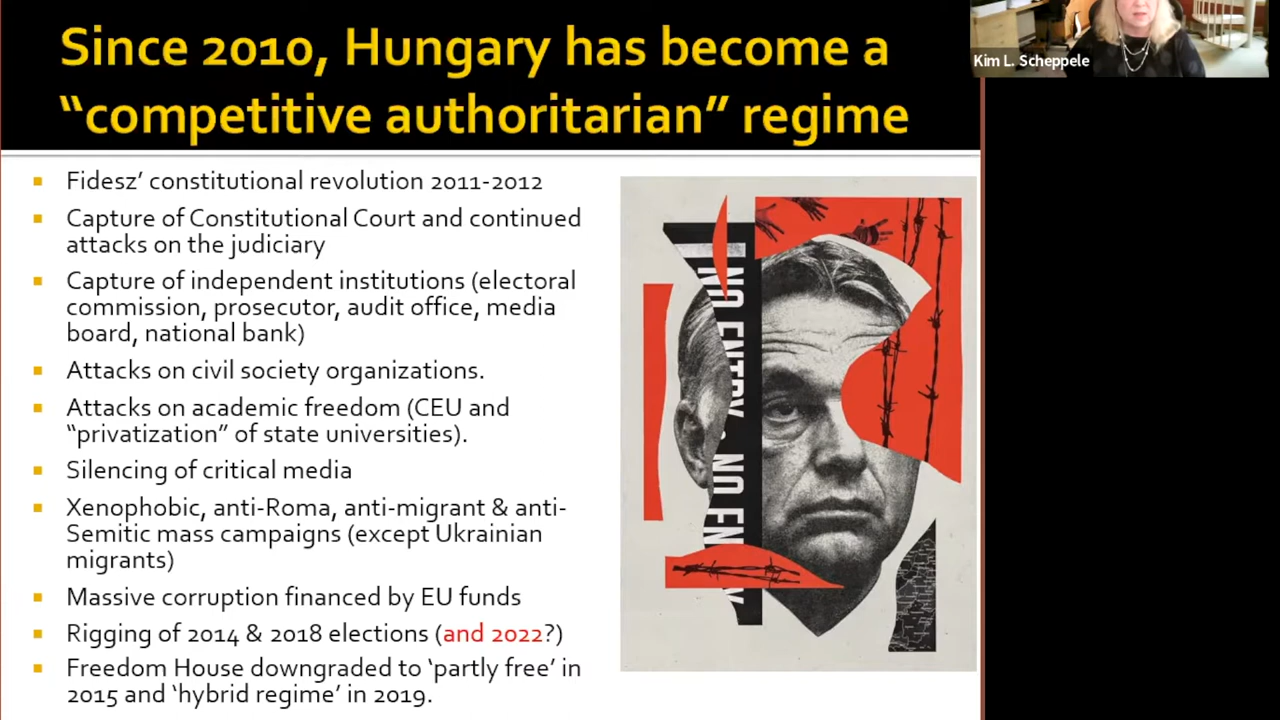 Since 2010, Hungary has become a
“competitive authoritarian” regime
Kim L. Scheppele
Fidesz’ constitutional revolution 2011-2012
Capture of Constitutional Court and continued
attacks on the judiciary
Capture of independent institutions (electoral
commission, prosecutor, audit office, media
board, national bank)
Attacks on civil society organizations.
Attacks on academic freedom (CEU and
“privatization” of state universities).
Silencing of critical media
Xenophobic, anti-Roma, anti-migrant & anti-
Semitic mass campaigns (except Ukrainian
migrants)
Massive corruption financed by EU funds
Rigging of 2014 & 2018 elections (and 2022?)
Freedom House downgraded to ‘partly free’ in
2015 and ‘hybrid regime’ in 2019.
NO ENTRY NO EN